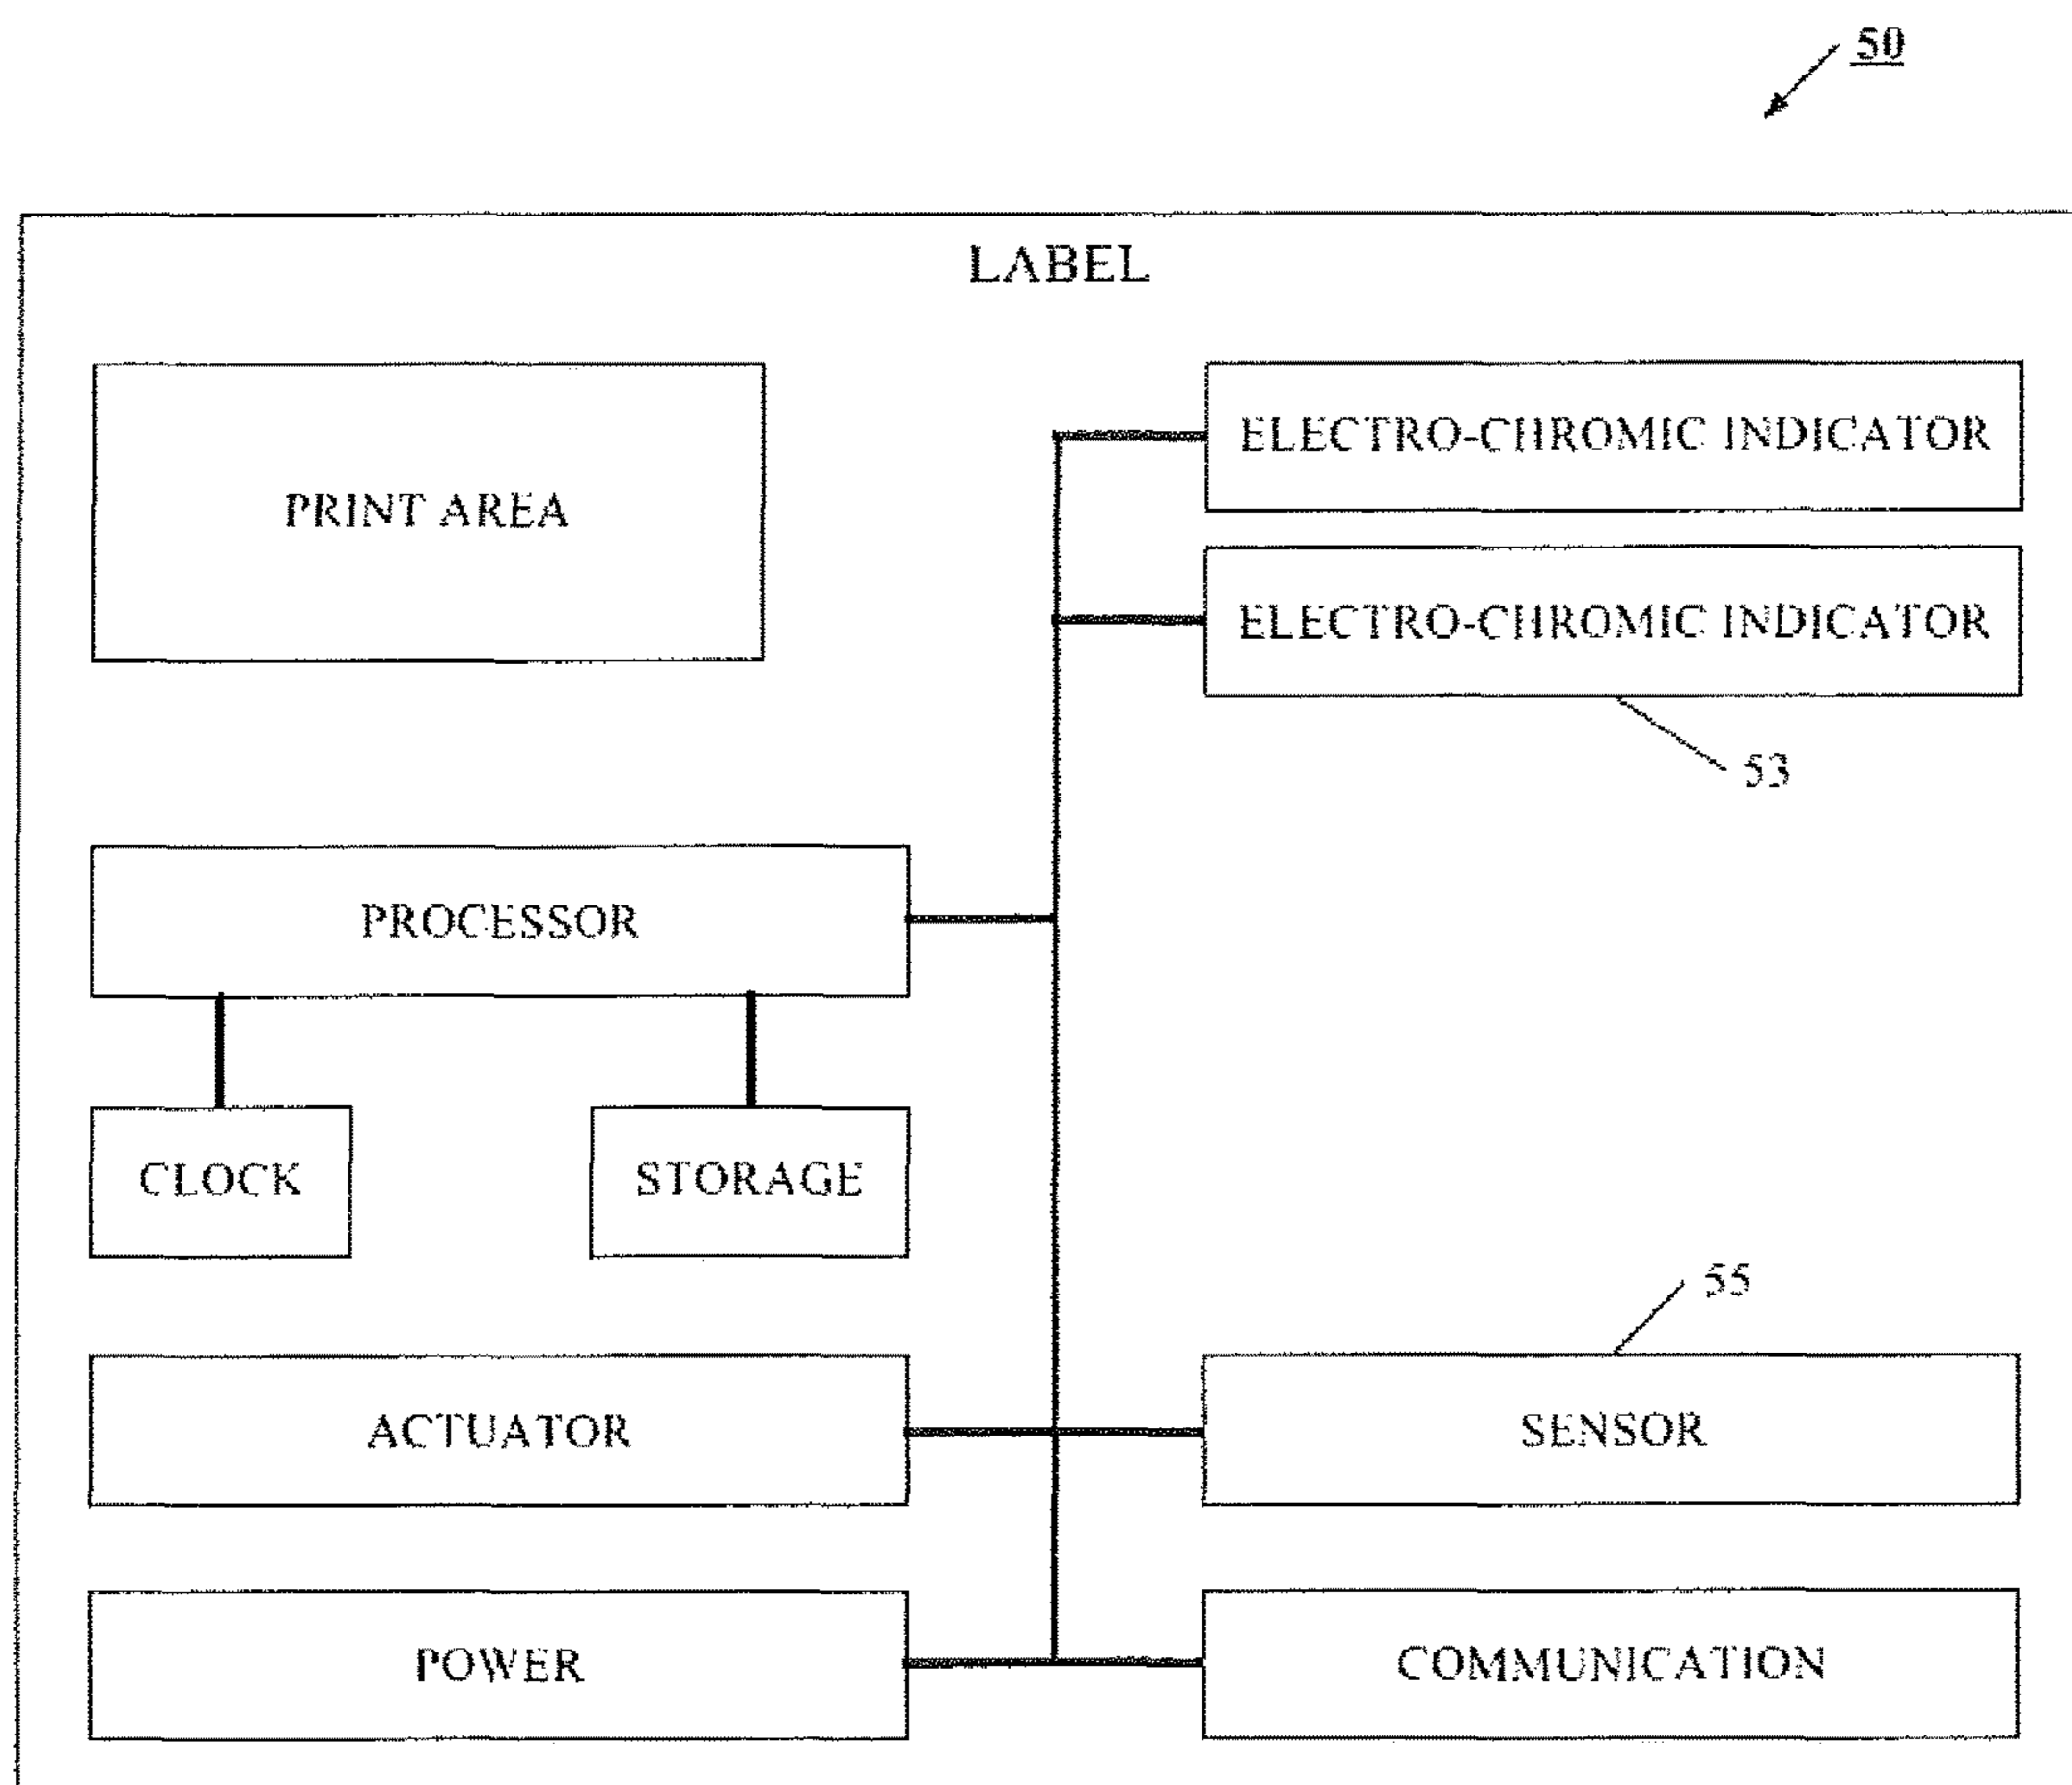 50
LABEL
PRINT AREA
ELECTRO-CHROMIC INDICATOR
ELECTRO-CHROMIC INDICATOR
53
PROCESSOR
CLOCK
STORAGE
55
ACTUATOR
SENSOR
POWER
COMMUNICATION